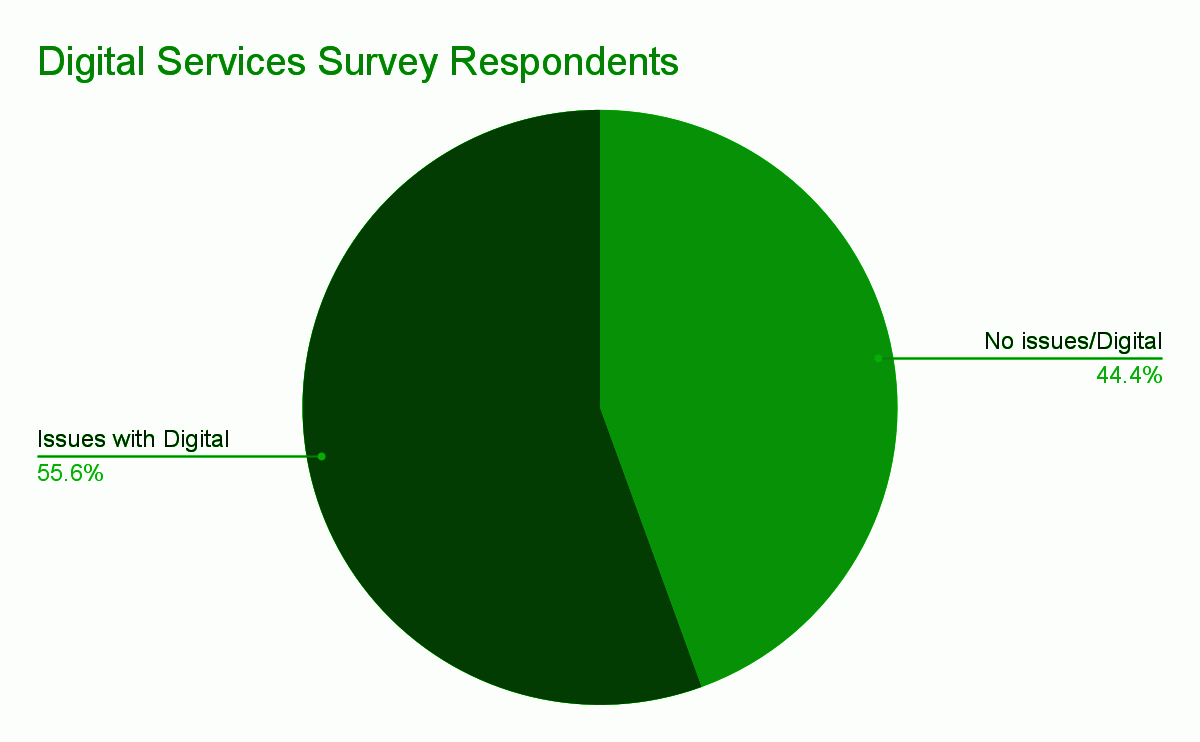 Digital Services Survey Respondents
No issues/Digital
44.4%
Issues with Digital
55.6%